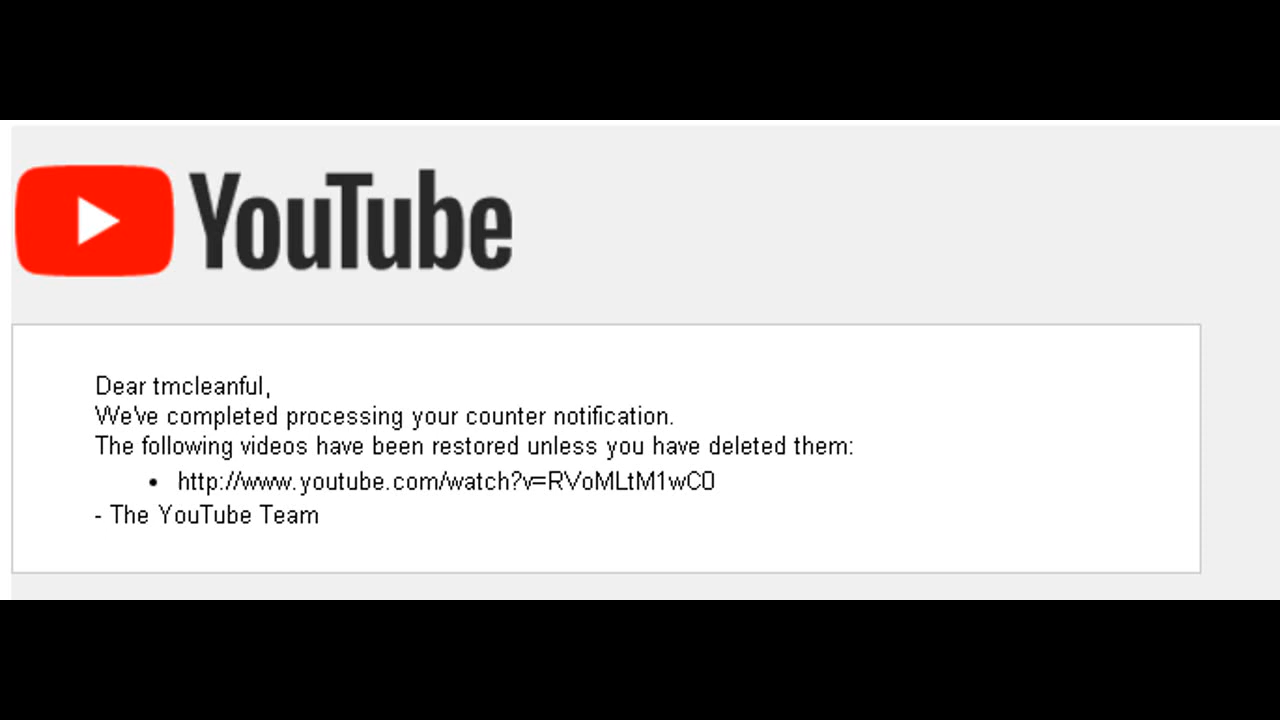 YouTube
Dear tmcleanful,
We've completed processing your counter notification.
The following videos have been restored unless you have deleted them:
• http://www.youtube.com/watch?v=RVoMLtM1wC0
- The YouTube Team